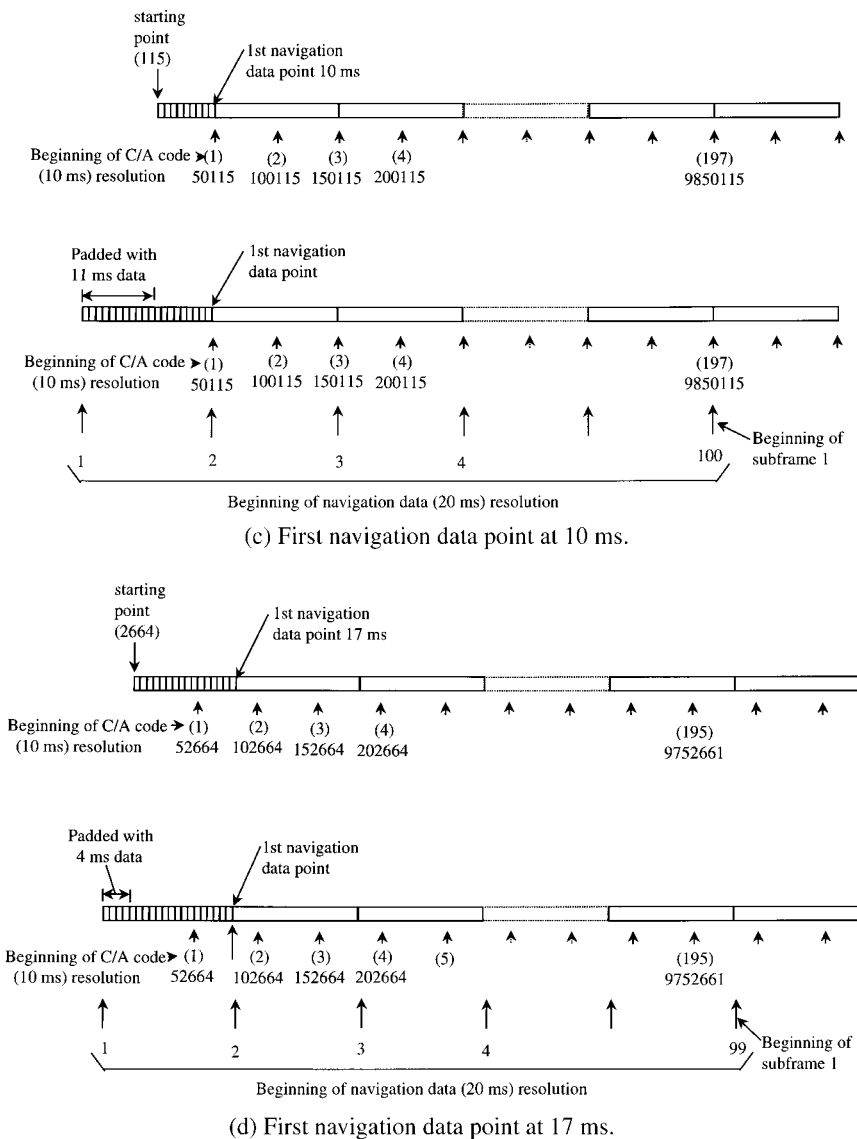 starting
point
(115)
1st navigation
data point 10 ms
Beginning of C/A code (1) (2) (3) (4) (197)
(10 ms) resolution 50115 100115 150115 200115 9850115
Padded with
11 ms data
1st navigation
data point
Beginning of C/A code (1) (2) (3) (4) (197)
(10 ms) resolution 50115 100115 150115 200115 9850115
Beginning of
subframe 1
1 2 3 4 100
Beginning of navigation data (20 ms) resolution
(c) First navigation data point at 10 ms.
starting
point
(2664)
1st navigation
data point 17 ms
Beginning of C/A code (1) (2) (3) (4) (195)
(10 ms) resolution 52664 102664 152664 202664 9752661
Padded with
4 ms data
1st navigation
data point
Beginning of C/A code (1) (2) (3) (4) (5) (195)
(10 ms) resolution 52664 102664 152664 202664 9752661
Beginning of
subframe 1
1 2 3 4 99
Beginning of navigation data (20 ms) resolution
(d) First navigation data point at 17 ms.